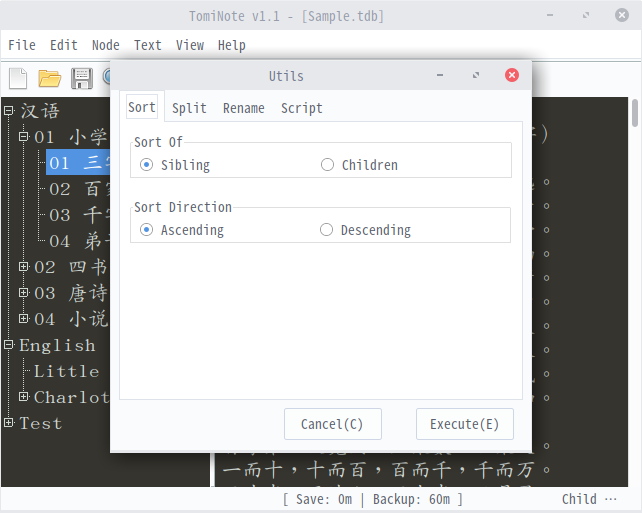 TomiNote v1.1 - [Sample.tdb]
File Edit Node Text View Help
Utils
Sort Split Rename Script
Sort Of
Sibling Children
Sort Direction
Ascending Descending
Cancel(C) Execute(E)
汉语
01 小学
01
02 百
03 千
04 弟
02 四书
03 唐诗
04 小说
English
Little
Charlot
Test
一而十，十而百，百而千，千而万。
[ Save: 0m | Backup: 60m ] Child ...